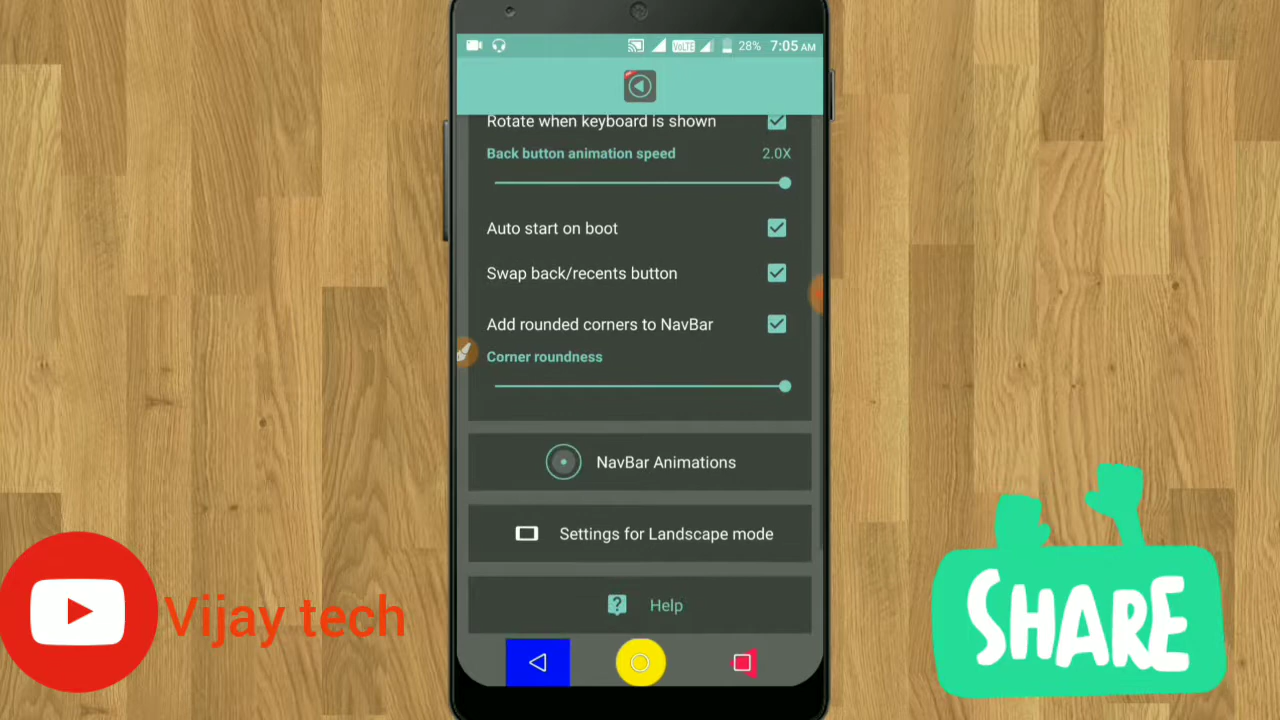 VoLTE 28% 7:05 AM
Rotate when keyboard is shown
Back button animation speed 2.0X
Auto start on boot
Swap back/recents button
Add rounded corners to NavBar
Corner roundness
NavBar Animations
Settings for Landscape mode
? Help
Vijay tech
SHARE